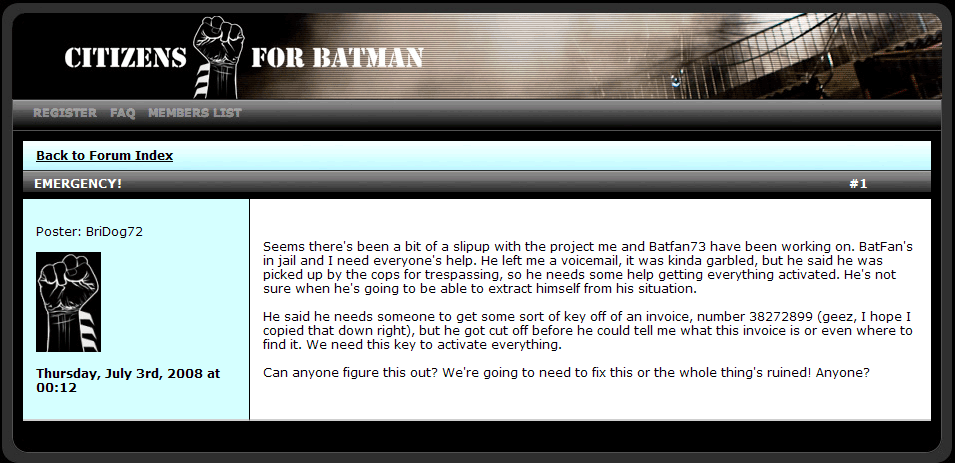 CITIZENS FOR BATMAN
REGISTER FAQ MEMBERS LIST
Back to Forum Index
EMERGENCY! #1
Poster: BriDog72
Thursday, July 3rd, 2008 at
00:12
Seems there's been a bit of a slipup with the project me and Batfan73 have been working on. BatFan's
in jail and I need everyone's help. He left me a voicemail, it was kinda garbled, but he said he was
picked up by the cops for trespassing, so he needs some help getting everything activated. He's not
sure when he's going to be able to extract himself from his situation.
He said he needs someone to get some sort of key off of an invoice, number 38272899 (geez, I hope I
copied that down right), but he got cut off before he could tell me what this invoice is or even where to
find it. We need this key to activate everything.
Can anyone figure this out? We're going to need to fix this or the whole thing's ruined! Anyone?